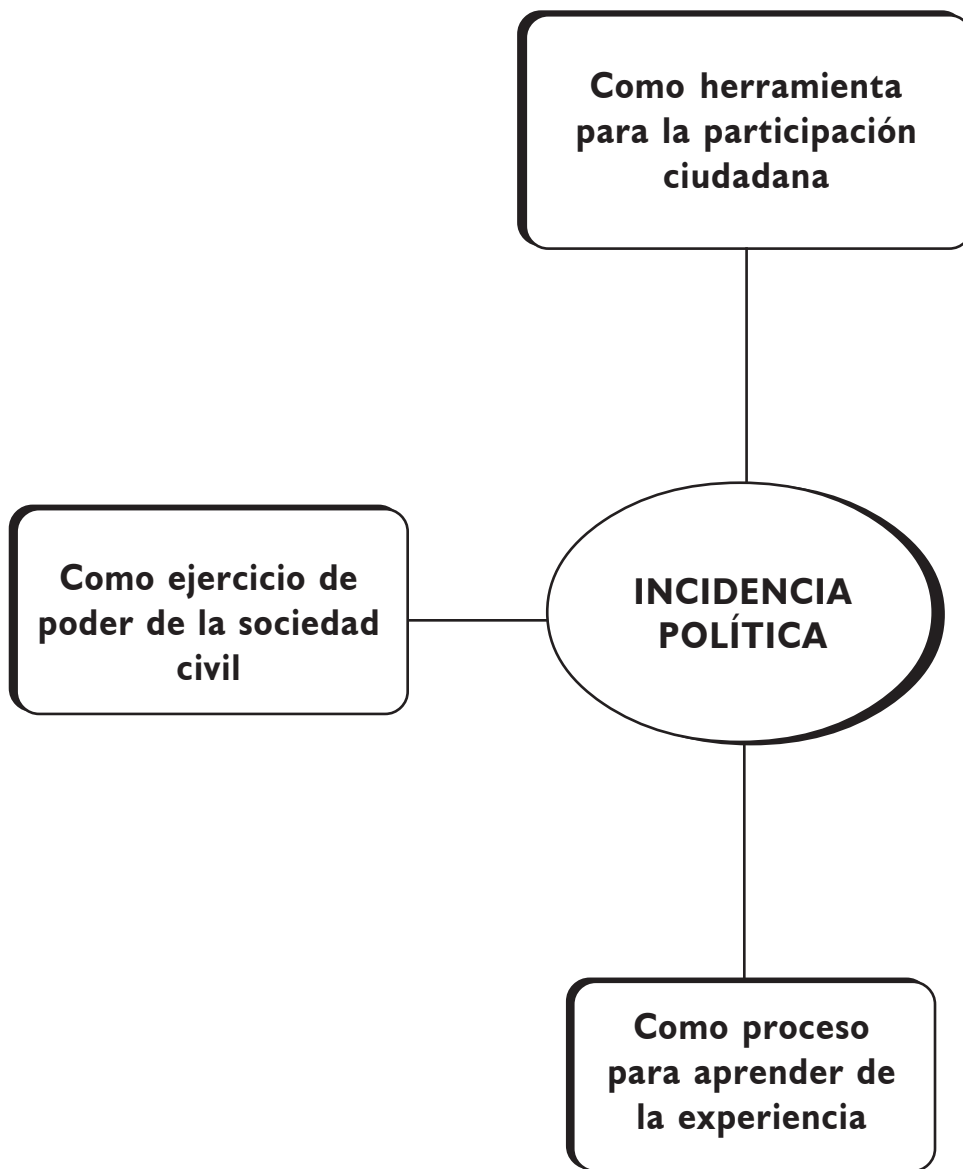 Como herramienta
para la participación
ciudadana
Como ejercicio de
poder de la sociedad
civil
INCIDENCIA
POLÍTICA
Como proceso
para aprender de
la experiencia